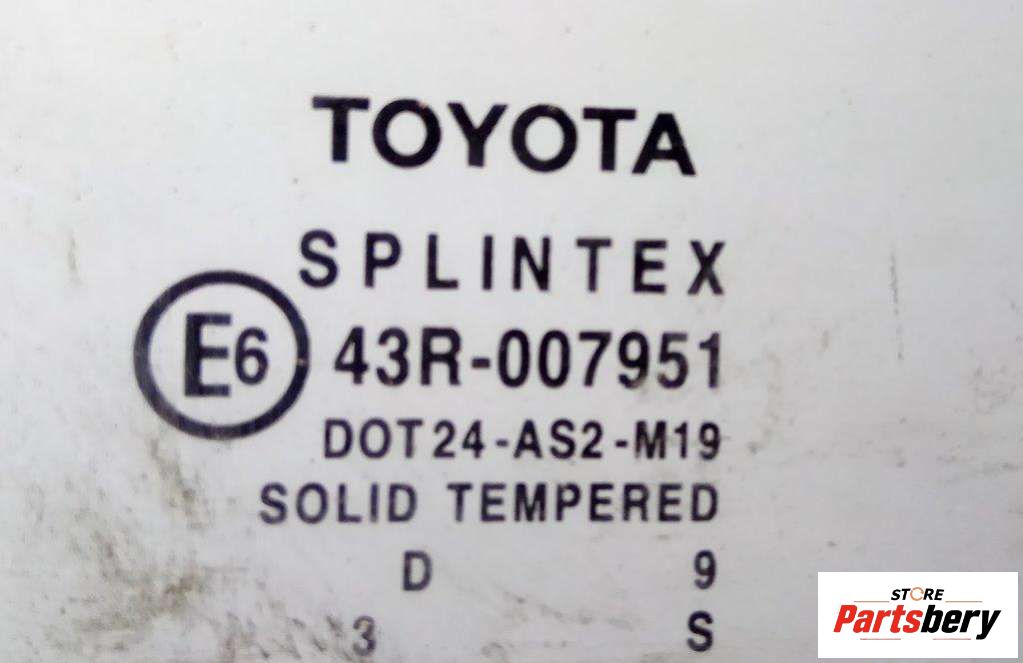 TOYOTA
SPLINTEX
E6 43R-007951
DOT24-AS2-M19
SOLID TEMPERED
D 9
3 S
STORE
Partsbery